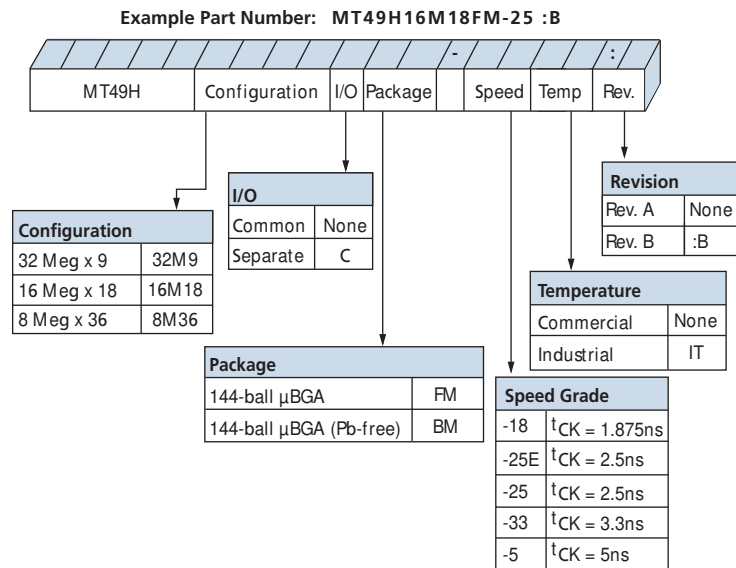 Example Part Number: MT49H16M18FM-25 :B
- :
MT49H Configuration I/O Package Speed Temp Rev.
I/O
Common None
Separate C
Revision
Rev. A None
Rev. B :B
Configuration
32 Meg x 9 32M9
16 Meg x 18 16M18
8 Meg x 36 8M36
Temperature
Commercial None
Industrial IT
Package
144-ball μBGA FM
144-ball μBGA (Pb-free) BM
Speed Grade
-18 tCK = 1.875ns
-25E tCK = 2.5ns
-25 tCK = 2.5ns
-33 tCK = 3.3ns
-5 tCK = 5ns